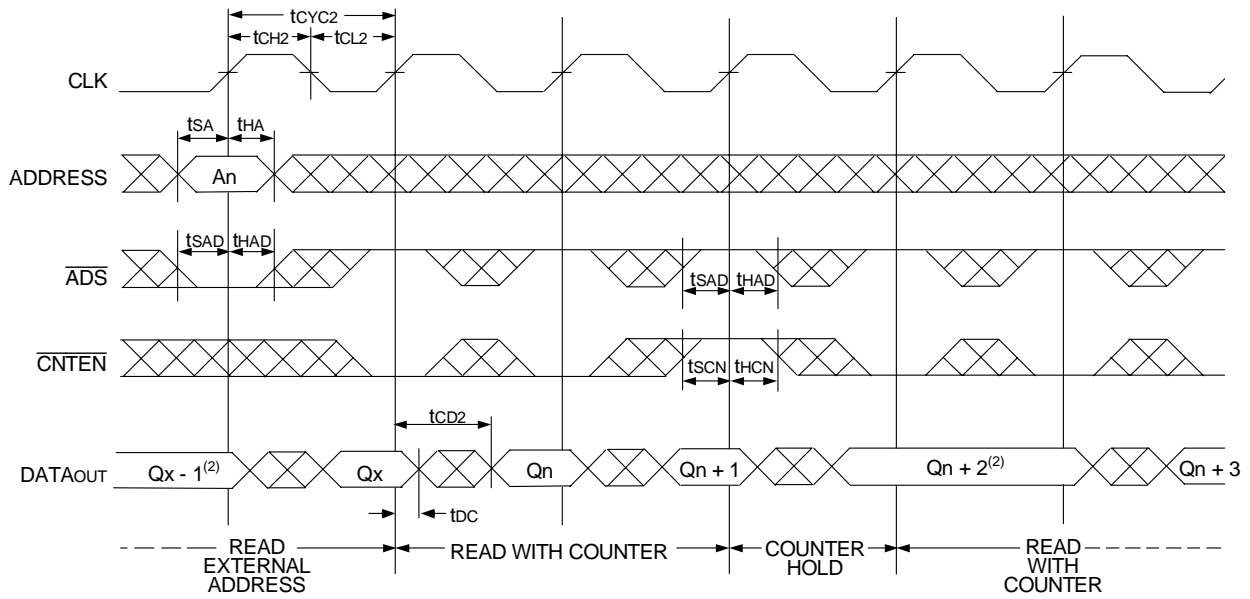 tCYC2
tCH2 tCL2
CLK
tSA tHA
ADDRESS An
tSAD tHAD
ADS
tSAD tHAD
CNTEN
tSCN tHCN
tCD2
DATAOUT Qx - 1(2) Qx Qn Qn + 1 Qn + 2(2) Qn + 3
tDC
READ EXTERNAL ADDRESS
READ WITH COUNTER
COUNTER HOLD
READ WITH COUNTER